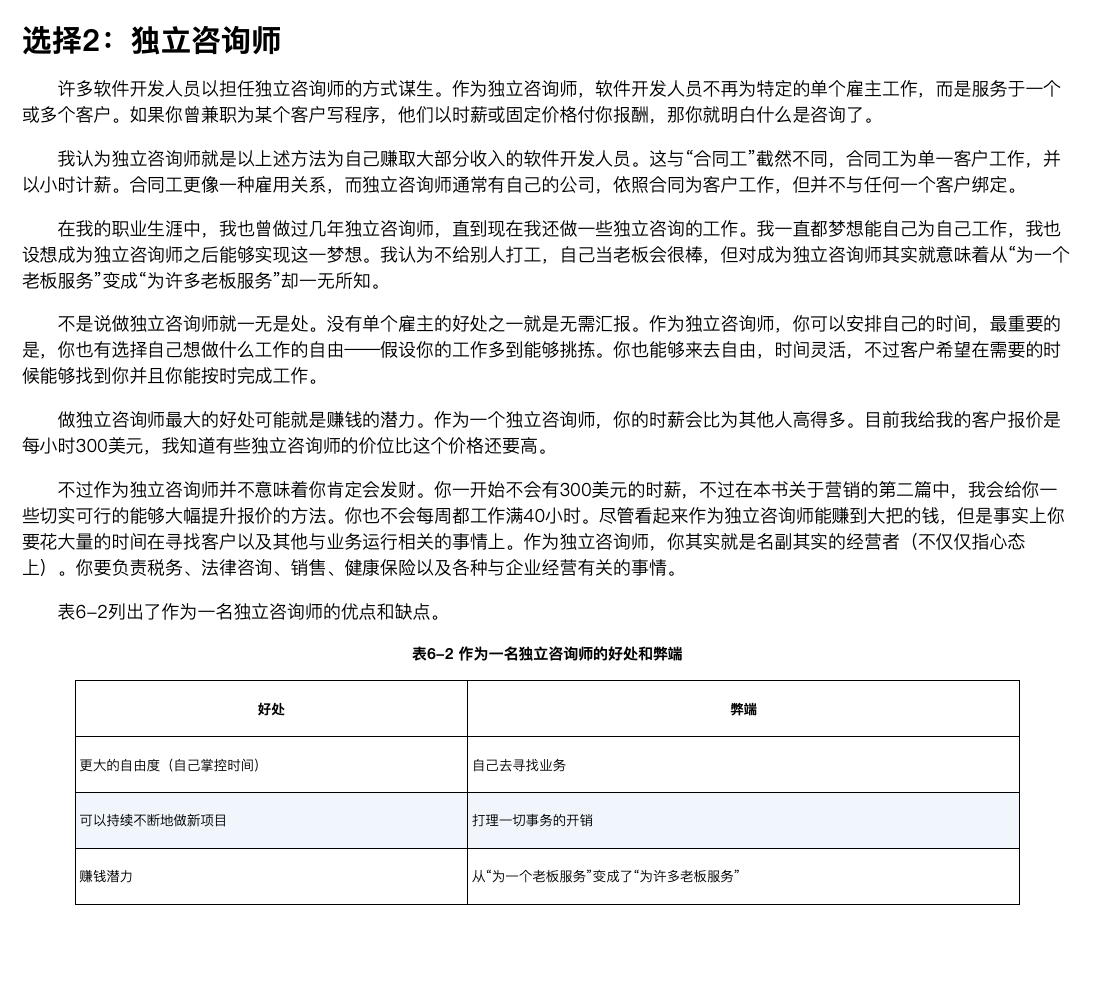 选择2：独立咨询师
许多软件开发人员以担任独立咨询师的方式谋生。作为独立咨询师，软件开发人员不再为特定的单个雇主工作，而是服务于一个
或多个客户。如果你曾兼职为某个客户写程序，他们以时薪或固定价格付你报酬，那你就明白什么是咨询了。
我认为独立咨询师就是以上述方法为自己赚取大部分收入的软件开发人员。这与“合同工”截然不同，合同工为单一客户工作，并
以小时计薪。合同工更像一种雇用关系，而独立咨询师通常有自己的公司，依照合同为客户工作，但并不与任何一个客户绑定。
在我的职业生涯中，我也曾做过几年独立咨询师，直到现在我还做一些独立咨询的工作。我一直都梦想能自己为自己工作，我也
设想成为独立咨询师之后能够实现这一梦想。我认为不给别人打工，自己当老板会很棒，但对成为独立咨询师其实就意味着从“为一个
老板服务”变成“为许多老板服务”却一无所知。
不是说做独立咨询师就一无是处。没有单个雇主的好处之一就是无需汇报。作为独立咨询师，你可以安排自己的时间，最重要的
是，你也有选择自己想做什么工作的自由——假设你的工作多到能够挑拣。你也能够来去自由，时间灵活，不过客户希望在需要的时
候能够找到你并且你能按时完成工作。
做独立咨询师最大的好处可能就是赚钱的潜力。作为一个独立咨询师，你的时薪会比为其他人高得多。目前我给我的客户报价是
每小时300美元，我知道有些独立咨询师的价位比这个价格还要高。
不过作为独立咨询师并不意味着你肯定会发财。你一开始不会有300美元的时薪，不过在本书关于营销的第二篇中，我会给你一
些切实可行的能够大幅提升报价的方法。你也不会每周都工作满40小时。尽管看起来作为独立咨询师能赚到大把的钱，但是事实上你
要花大量的时间在寻找客户以及其他与业务运行相关的事情上。作为独立咨询师，你其实就是名副其实的经营者（不仅仅指心态
上）。你要负责税务、法律咨询、销售、健康保险以及各种与企业经营有关的事情。
表6–2列出了作为一名独立咨询师的优点和缺点。
表6–2 作为一名独立咨询师的好处和弊端
好处 弊端
更大的自由度（自己掌控时间） 自己去寻找业务
可以持续不断地做新项目 打理一切事务的开销
赚钱潜力 从“为一个老板服务”变成了“为许多老板服务”